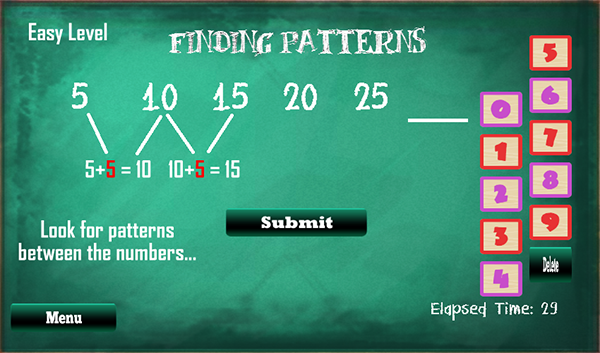 Easy Level
FINDING PATTERNS
5 10 15 20 25
5+5=10 10+5=15
Look for patterns
between the numbers...
Submit
Menu
0
1
2
3
4
5
6
7
8
9
Delete
Elapsed Time: 29